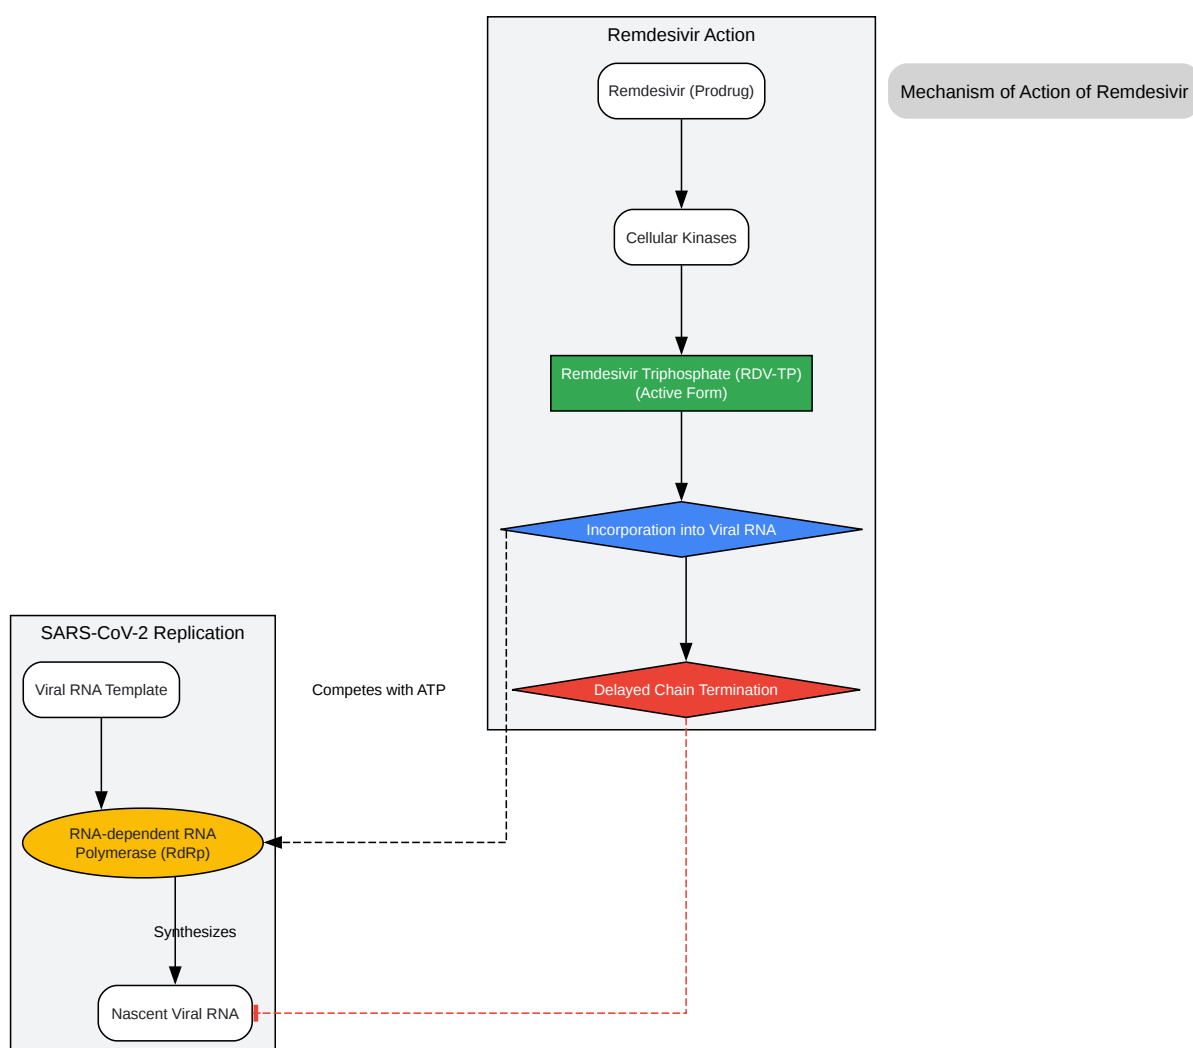 Remdesivir Action
Remdesivir (Prodrug)
Mechanism of Action of Remdesivir
Cellular Kinases
Remdesivir Triphosphate (RDV-TP)
(Active Form)
Incorporation into Viral RNA
SARS-CoV-2 Replication
Viral RNA Template
Competes with ATP
Delayed Chain Termination
RNA-dependent RNA
Polymerase (RdRp)
Synthesizes
Nascent Viral RNA